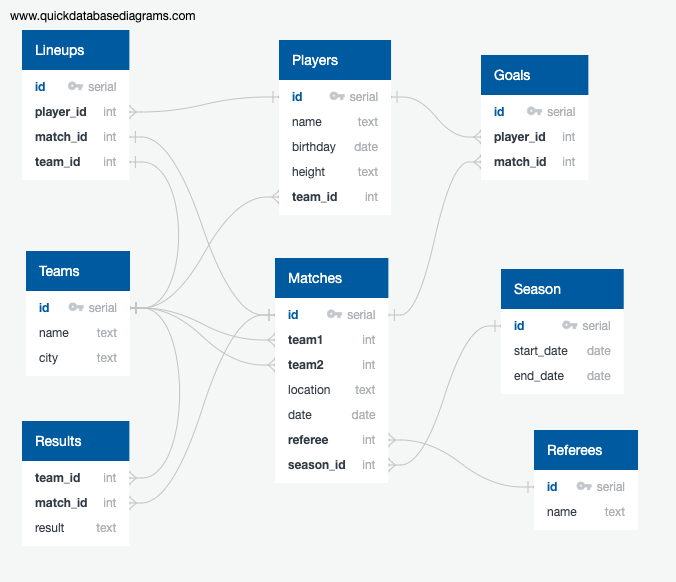 www.quickdatabasediagrams.com
Lineups
id serial
player_id int
match_id int
team_id int
Players
id serial
name text
birthday date
height text
team_id int
Goals
id serial
player_id int
match_id int
Teams
id serial
name text
city text
Matches
id serial
team1 int
team2 int
location text
date date
referee int
season_id int
Season
id serial
start_date date
end_date date
Results
team_id int
match_id int
result text
Referees
id serial
name text